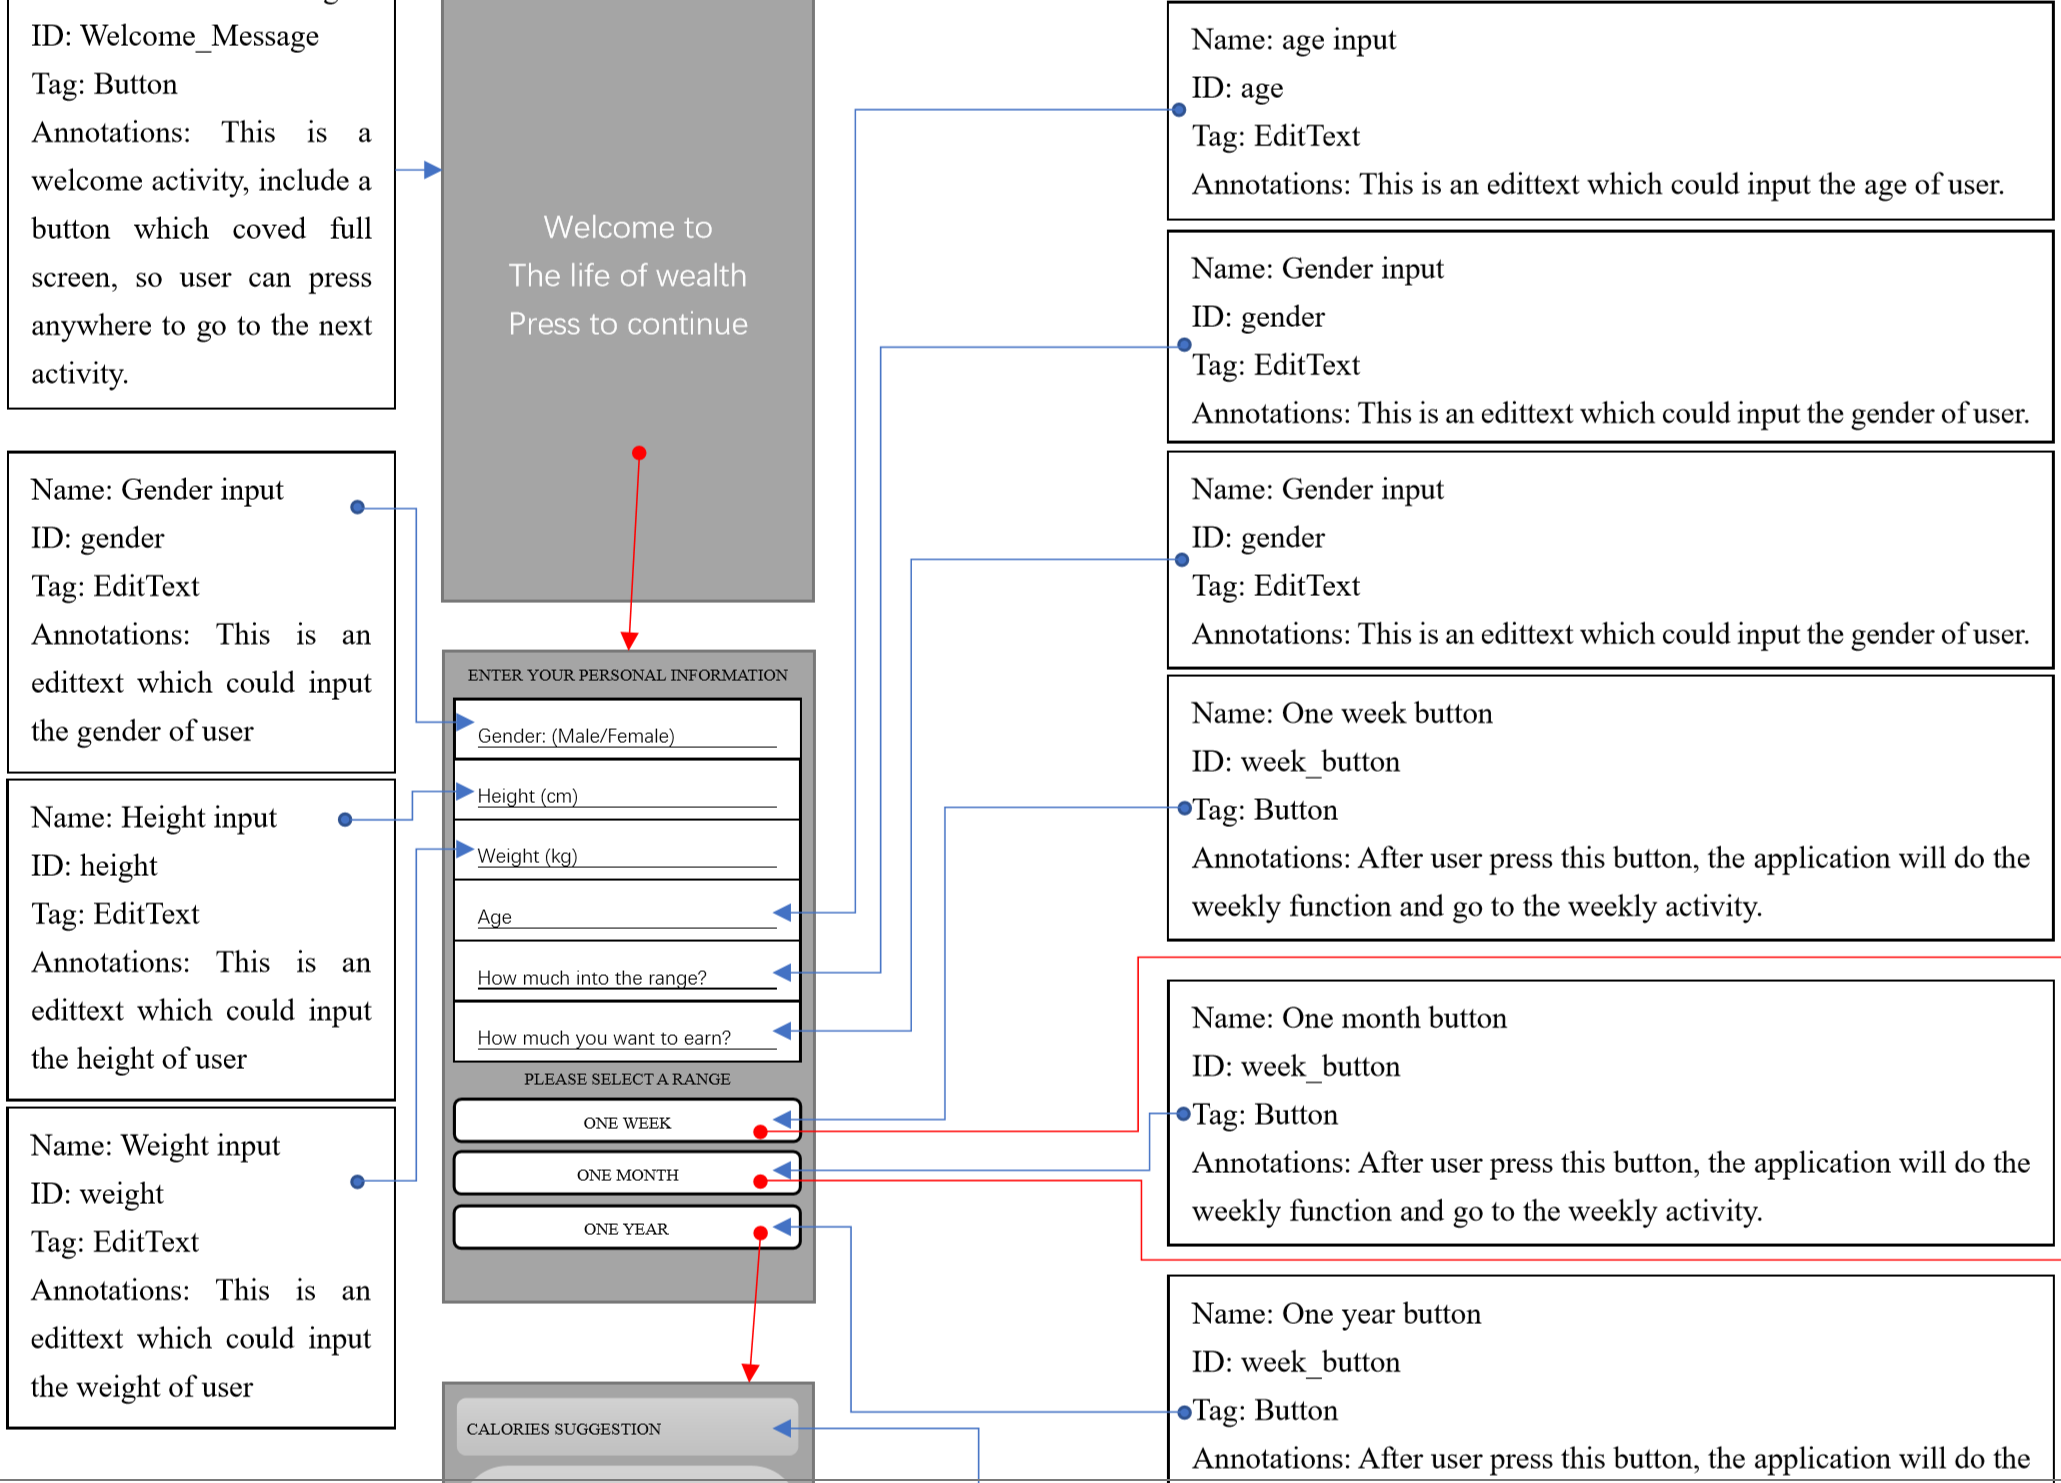 ID: Welcome_Message
Tag: Button
Annotations: This is a
welcome activity, include a
button which coved full
screen, so user can press
anywhere to go to the next
activity.
Name: Gender input
ID: gender
Tag: EditText
Annotations: This is an
edittext which could input
the gender of user
Name: Height input
ID: height
Tag: EditText
Annotations: This is an
edittext which could input
the height of user
Name: Weight input
ID: weight
Tag: EditText
Annotations: This is an
edittext which could input
the weight of user
Welcome to
The life of wealth
Press to continue
ENTER YOUR PERSONAL INFORMATION
Gender: (Male/Female)
Height (cm)
Weight (kg)
Age
How much into the range?
How much you want to earn?
PLEASE SELECT A RANGE
ONE WEEK
ONE MONTH
ONE YEAR
CALORIES SUGGESTION
Name: age input
ID: age
Tag: EditText
Annotations: This is an edittext which could input the age of user.
Name: Gender input
ID: gender
Tag: EditText
Annotations: This is an edittext which could input the gender of user.
Name: Gender input
ID: gender
Tag: EditText
Annotations: This is an edittext which could input the gender of user.
Name: One week button
ID: week_button
Tag: Button
Annotations: After user press this button, the application will do the
weekly function and go to the weekly activity.
Name: One month button
ID: week_button
Tag: Button
Annotations: After user press this button, the application will do the
weekly function and go to the weekly activity.
Name: One year button
ID: week_button
Tag: Button
Annotations: After user press this button, the application will do the